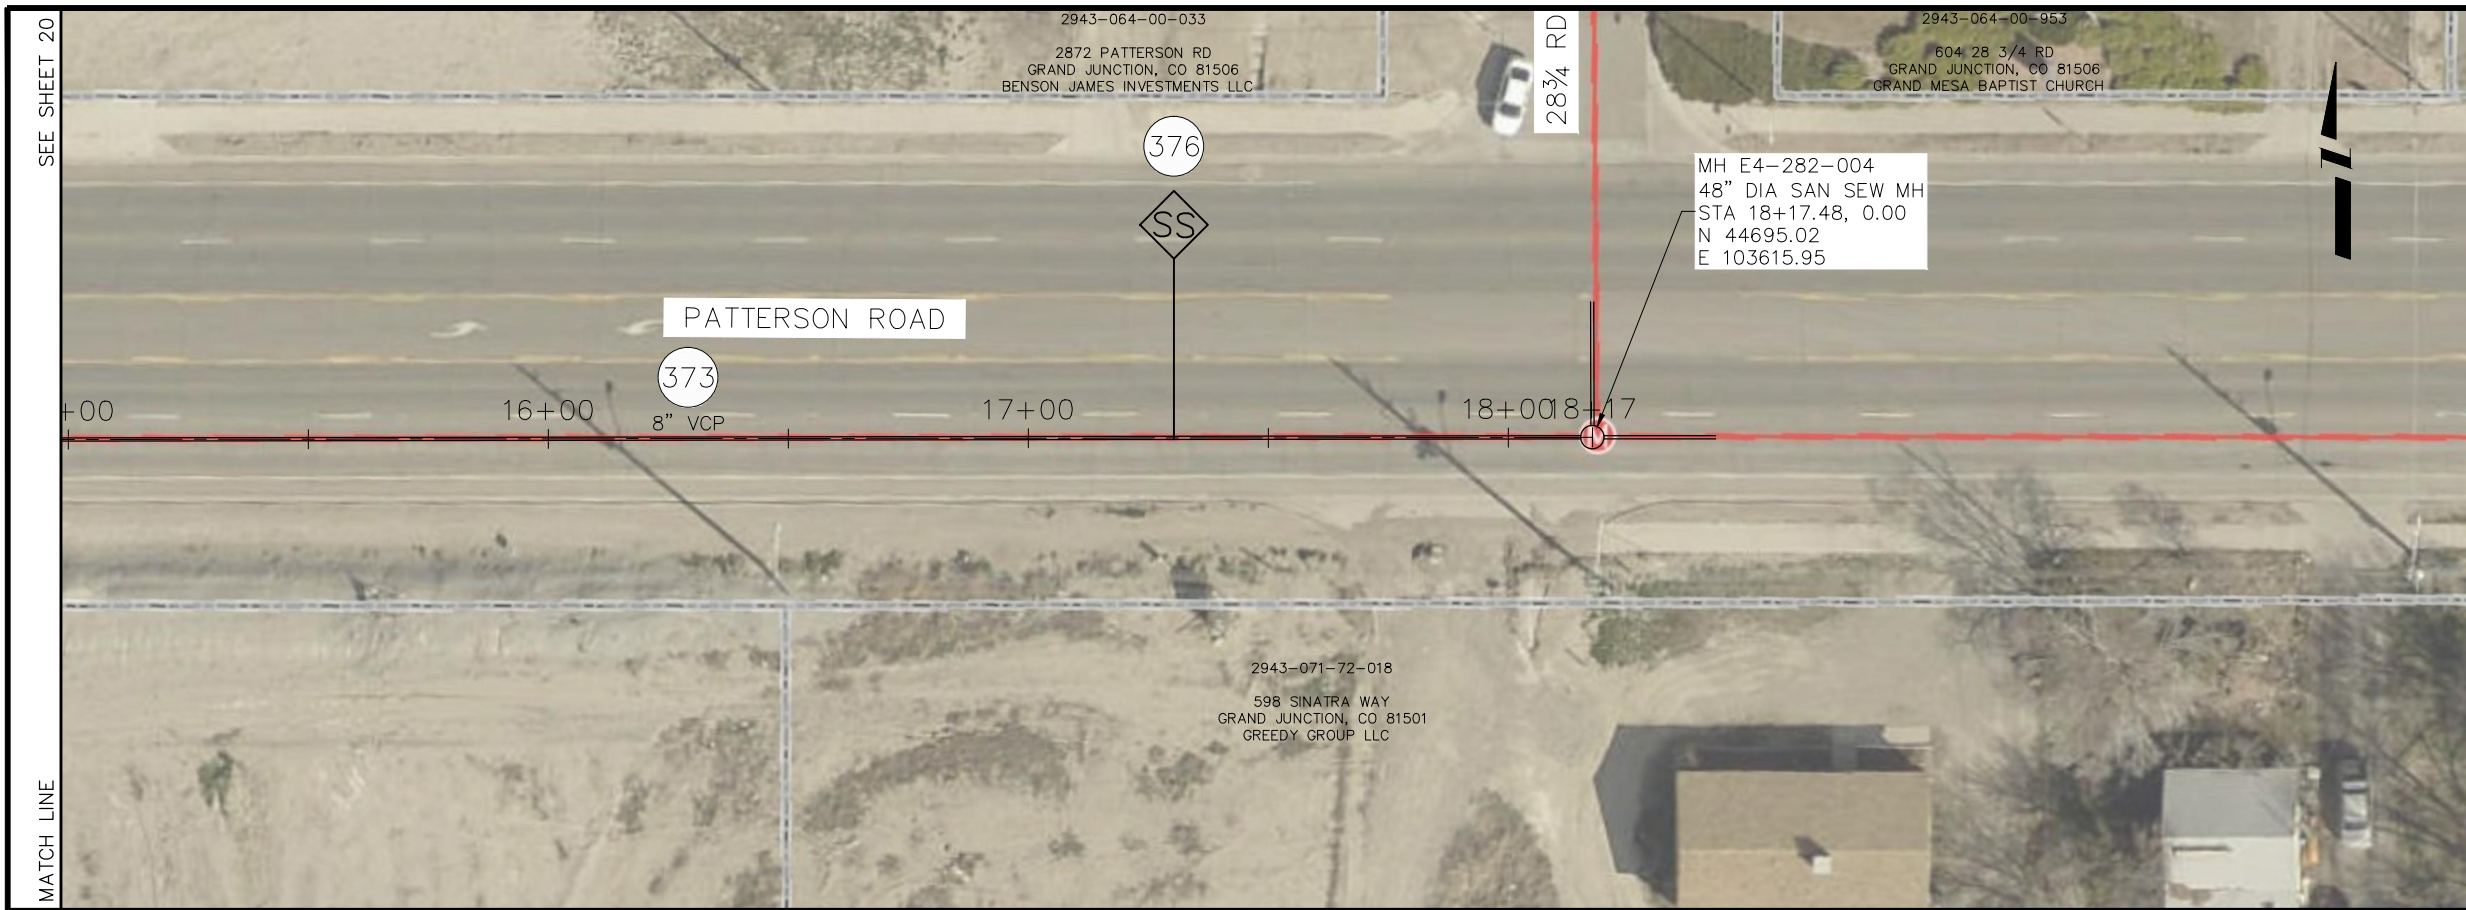 SEE SHEET 20
MATCH LINE
2943-064-00-033
2872 PATTERSON RD
GRAND JUNCTION, CO 81506
BENSON JAMES INVESTMENTS LLC
28¾ RD
2943-064-00-953
604 28 3/4 RD
GRAND JUNCTION, CO 81506
GRAND MESA BAPTIST CHURCH
376
SS
MH E4-282-004
48" DIA SAN SEW MH
STA 18+17.48, 0.00
N 44695.02
E 103615.95
PATTERSON ROAD
373
+00
16+00
8" VCP
17+00
18+00
18+17
2943-071-72-018
598 SINATRA WAY
GRAND JUNCTION, CO 81501
GREEDY GROUP LLC